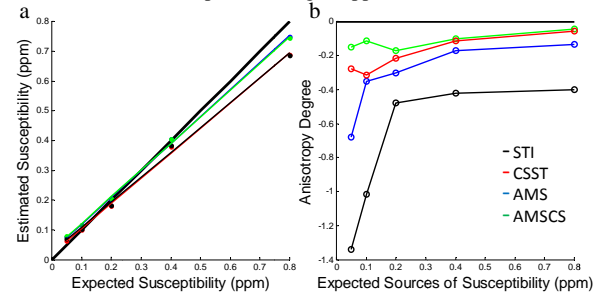 a
b
0.8
0.7
0.6
0.5
0.4
0.3
0.2
0.1
0
Estimated Susceptibility (ppm)
0 0.1 0.2 0.3 0.4 0.5 0.6 0.7 0.8
Expected Susceptibility (ppm)
0
-0.2
-0.4
-0.6
-0.8
-1
-1.2
-1.4
Anisotropy Degree
STI
CSST
AMS
AMSCS
0 0.1 0.2 0.3 0.4 0.5 0.6 0.7 0.8
Expected Sources of Susceptibility (ppm)